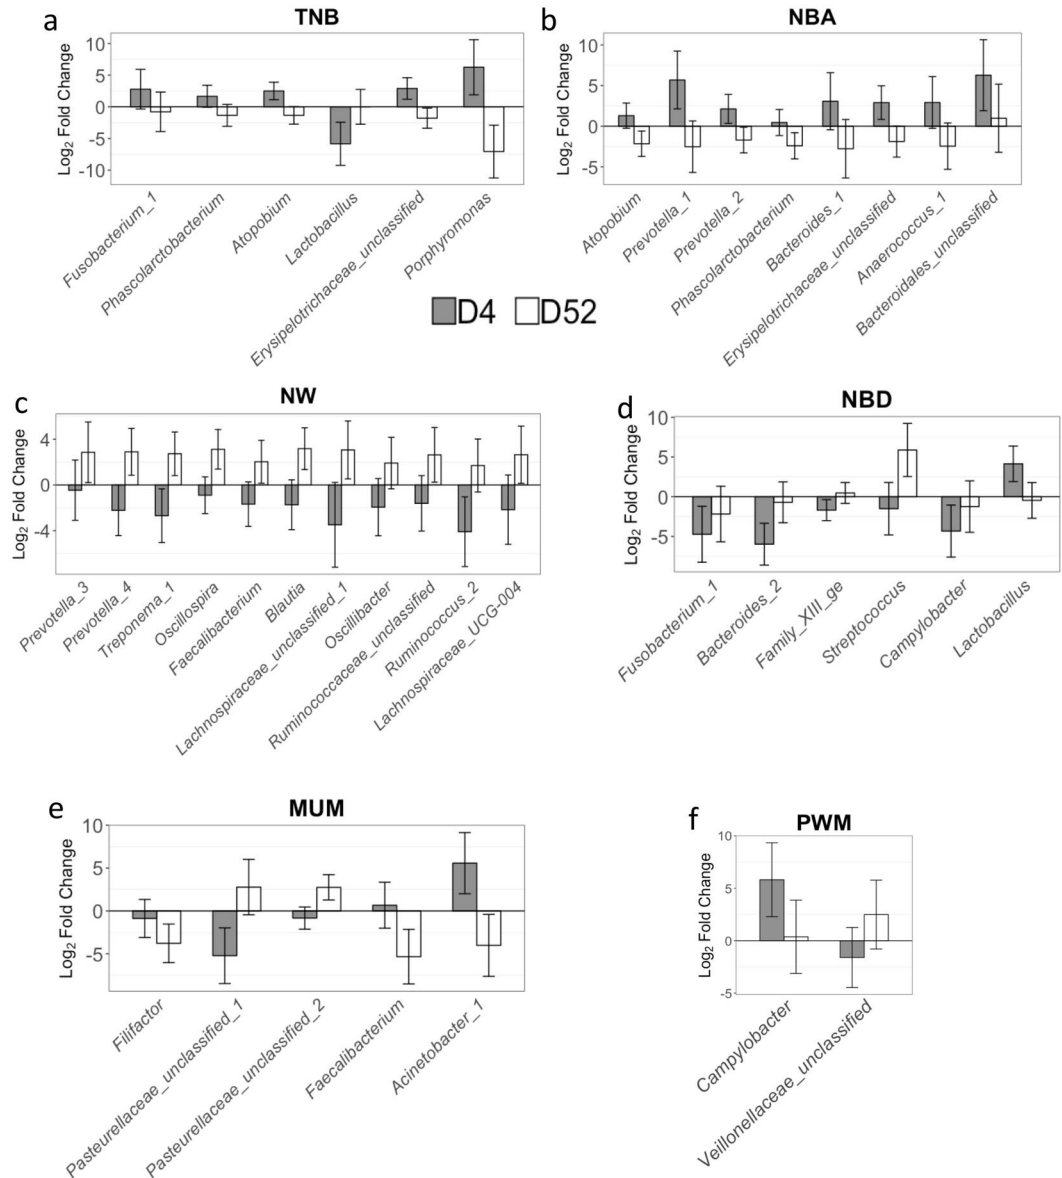 a
TNB
Log2 Fold Change
10
5
0
-5
-10
Fusobacterium_1
Phascolarctobacterium
Atopobium
Lactobacillus
Erysipelotrichaceae_unclassified
Porphyromonas
b
NBA
Log2 Fold Change
10
5
0
-5
Atopobium
Prevotella_1
Prevotella_2
Phascolarctobacterium
Bacteroides_1
Erysipelotrichaceae_unclassified
Anaerococcus_1
Bacteroidales_unclassified
D4 D52
c
NW
Log2 Fold Change
4
0
-4
Prevotella_3
Prevotella_4
Treponema_1
Oscillospira
Faecalibacterium
Blautia
Lachnospiraceae_unclassified_1
Oscillibacter
Ruminococcaceae_unclassified
Ruminococcus_2
Lachnospiraceae_UCG-004
d
NBD
Log2 Fold Change
10
5
0
-5
Fusobacterium_1
Bacteroides_2
Family_XIII_ge
Streptococcus
Campylobacter
Lactobacillus
e
MUM
Log2 Fold Change
10
5
0
-5
Filifactor
Pasteurellaceae_unclassified_1
Pasteurellaceae_unclassified_2
Faecalibacterium
Acinetobacter_1
f
PWM
Log2 Fold Change
10
5
0
-5
Campylobacter
Veillonellaceae_unclassified